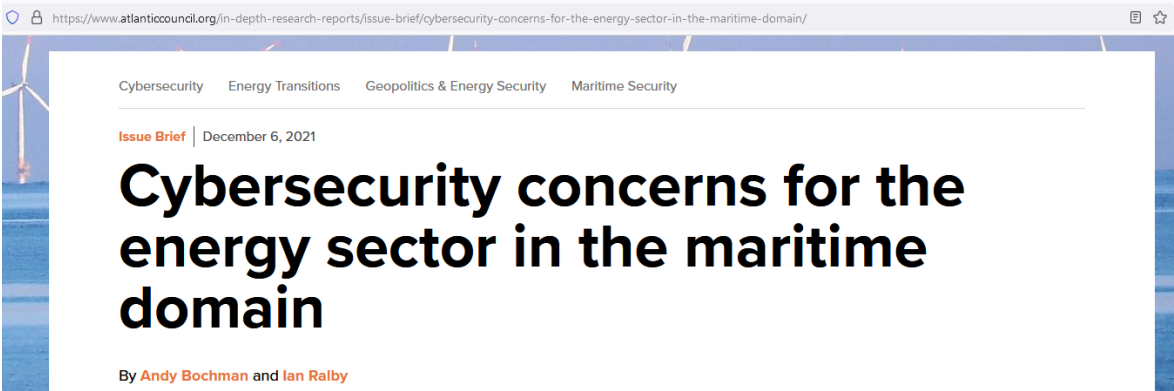 https://www.atlanticcouncil.org/in-depth-research-reports/issue-brief/cybersecurity-concerns-for-the-energy-sector-in-the-maritime-domain/
Cybersecurity Energy Transitions Geopolitics & Energy Security Maritime Security
Issue Brief | December 6, 2021
Cybersecurity concerns for the
energy sector in the maritime
domain
By Andy Bochman and Ian Ralby